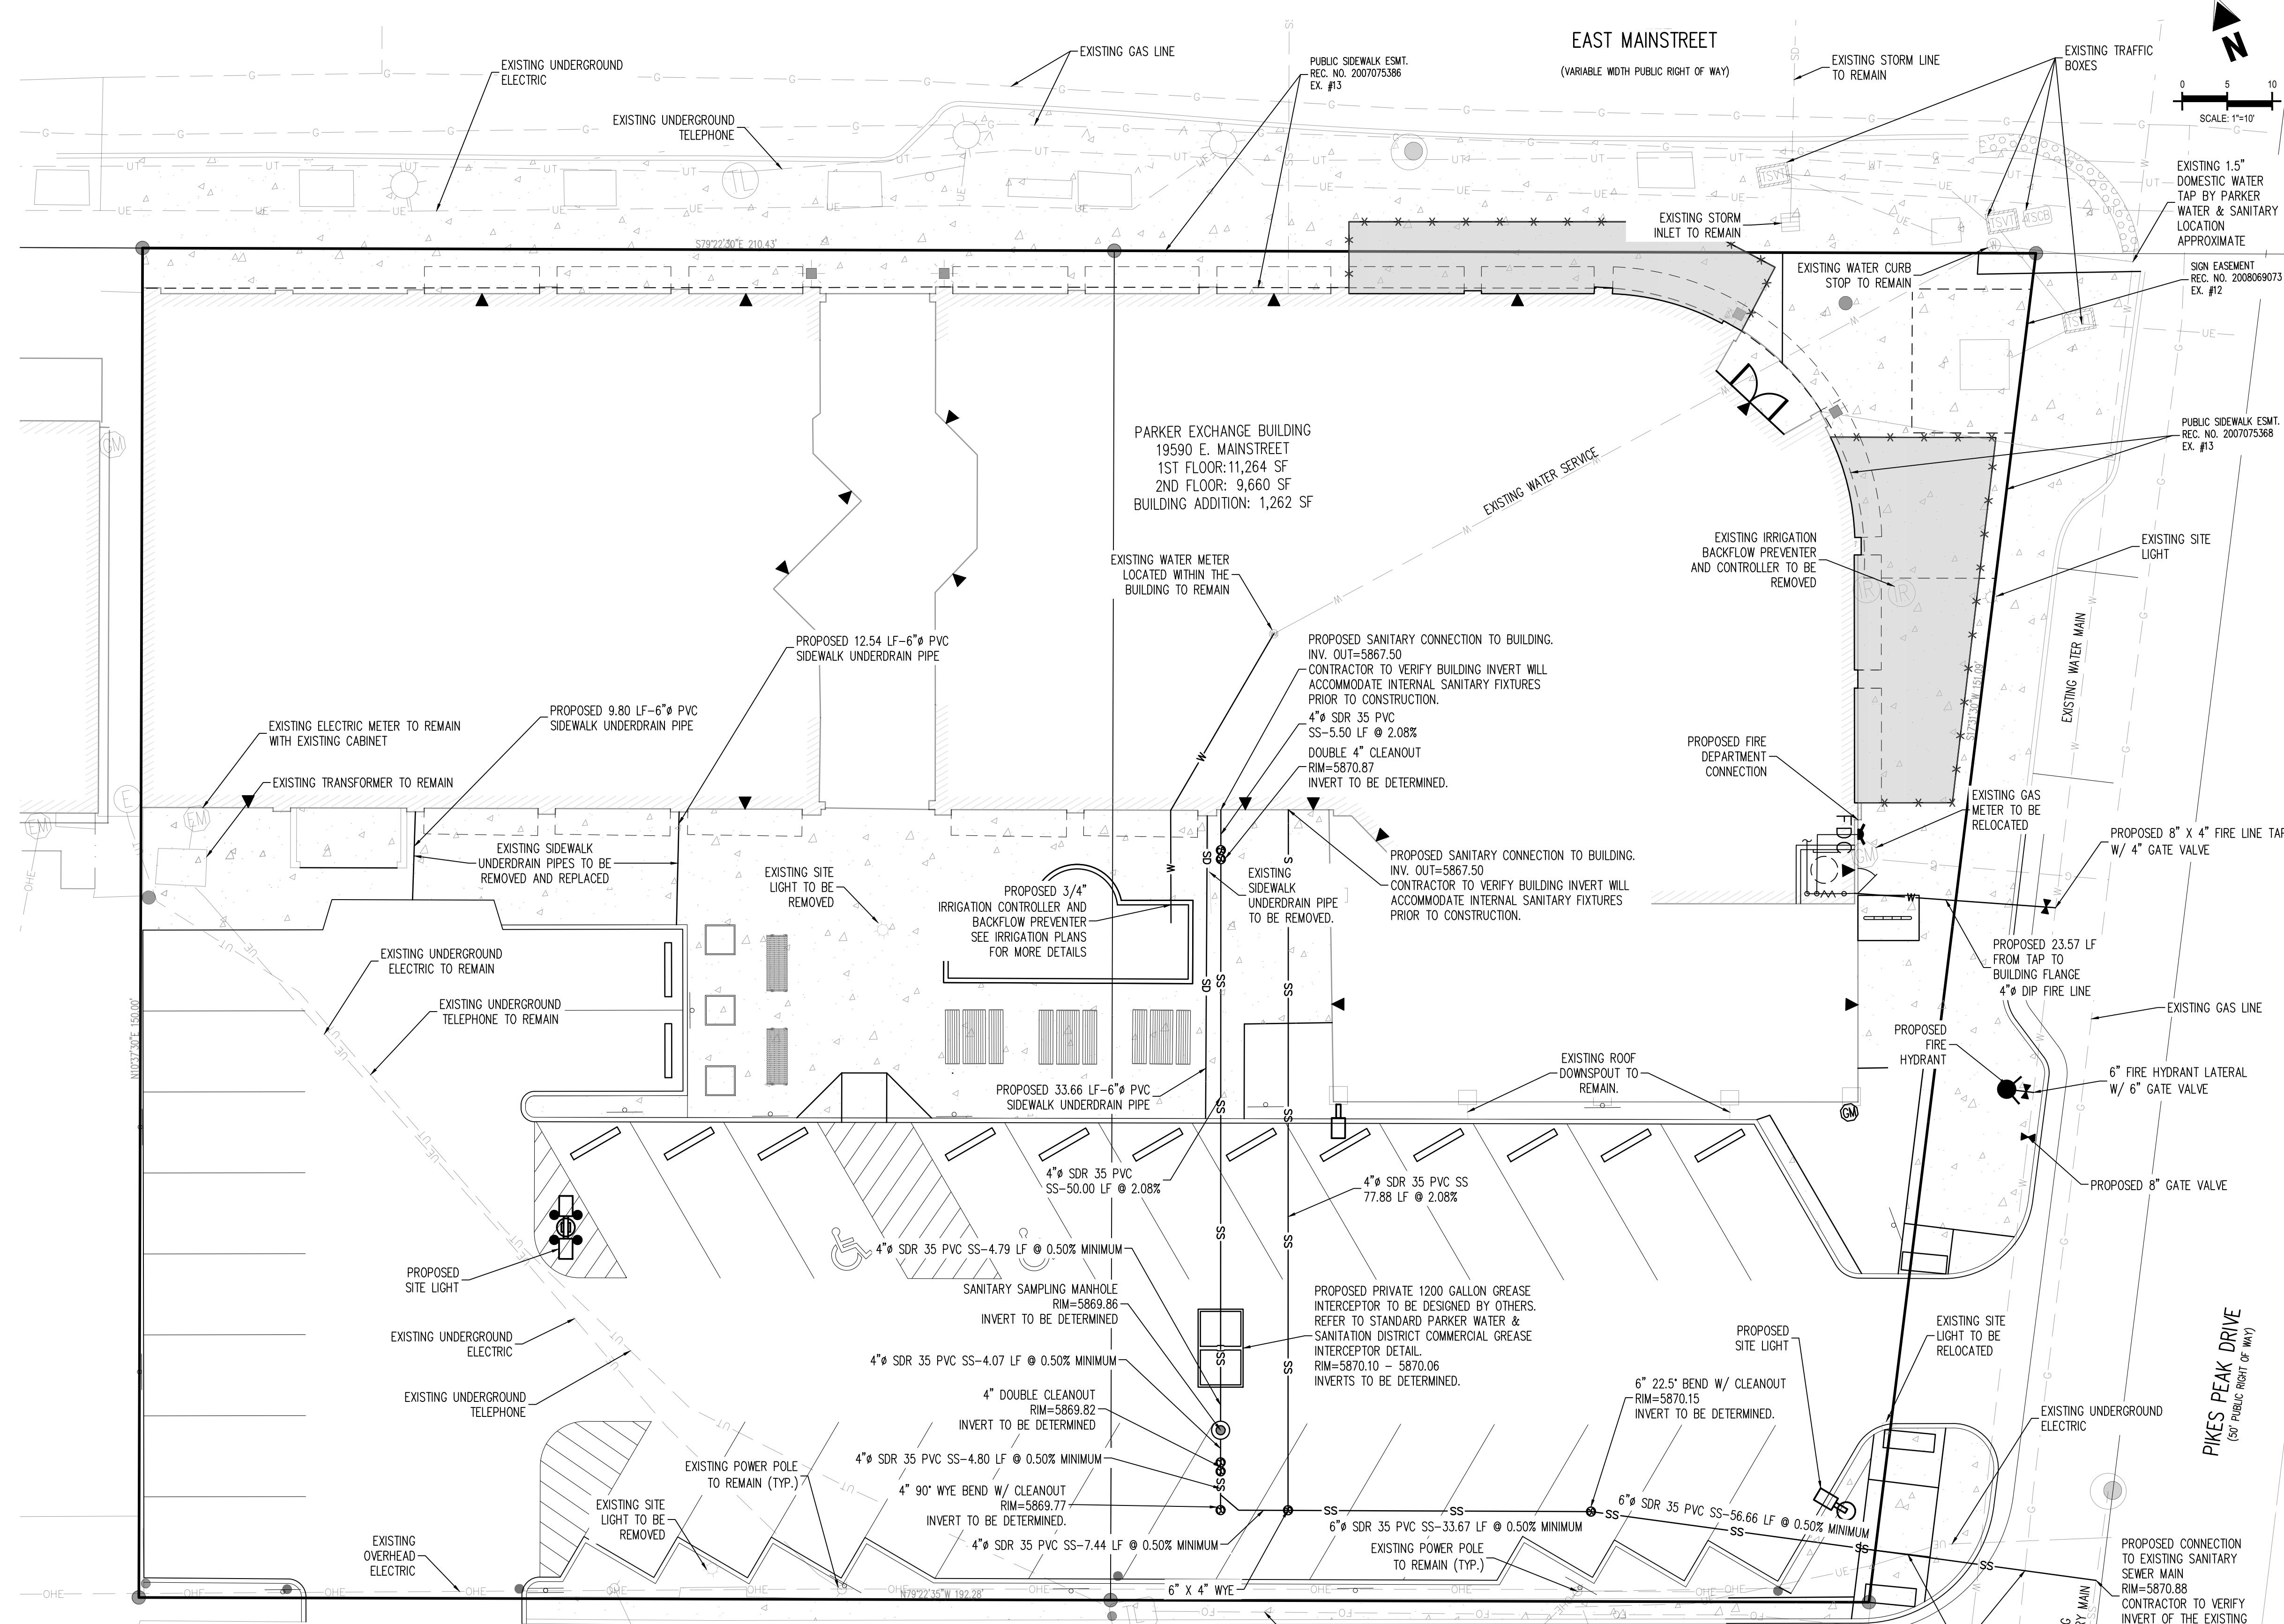 EAST MAINSTREET
(VARIABLE WIDTH PUBLIC RIGHT OF WAY)
N
0 5 10
SCALE: 1"=10'
EXISTING UNDERGROUND
ELECTRIC
EXISTING GAS LINE
PUBLIC SIDEWALK ESMT.
REC. NO. 2007075386
EX. #13
EXISTING STORM LINE
TO REMAIN
EXISTING TRAFFIC
BOXES
EXISTING UNDERGROUND
TELEPHONE
EXISTING 1.5"
DOMESTIC WATER
TAP BY PARKER
WATER & SANITARY
LOCATION
APPROXIMATE
EXISTING STORM
INLET TO REMAIN
S79°22'30"E 210.43'
EXISTING WATER CURB
STOP TO REMAIN
SIGN EASEMENT
REC. NO. 2008069073
EX. #12
PUBLIC SIDEWALK ESMT.
REC. NO. 2007075368
EX. #13
PARKER EXCHANGE BUILDING
19590 E. MAINSTREET
1ST FLOOR: 11,264 SF
2ND FLOOR: 9,660 SF
BUILDING ADDITION: 1,262 SF
EXISTING WATER SERVICE
EXISTING IRRIGATION
BACKFLOW PREVENTER
AND CONTROLLER TO BE
REMOVED
EXISTING SITE
LIGHT
EXISTING WATER METER
LOCATED WITHIN THE
BUILDING TO REMAIN
EXISTING WATER MAIN
S17°31'30"W 151.09'
PROPOSED 12.54 LF-6"ø PVC
SIDEWALK UNDERDRAIN PIPE
PROPOSED SANITARY CONNECTION TO BUILDING.
INV. OUT=5867.50
CONTRACTOR TO VERIFY BUILDING INVERT WILL
ACCOMMODATE INTERNAL SANITARY FIXTURES
PRIOR TO CONSTRUCTION.
4"ø SDR 35 PVC
SS-5.50 LF @ 2.08%
DOUBLE 4" CLEANOUT
RIM=5870.87
INVERT TO BE DETERMINED.
PROPOSED 9.80 LF-6"ø PVC
SIDEWALK UNDERDRAIN PIPE
EXISTING ELECTRIC METER TO REMAIN
WITH EXISTING CABINET
EXISTING TRANSFORMER TO REMAIN
PROPOSED FIRE
DEPARTMENT
CONNECTION
EXISTING GAS
METER TO BE
RELOCATED
FDC
PROPOSED 8" X 4" FIRE LINE TAP
W/ 4" GATE VALVE
EXISTING SIDEWALK
UNDERDRAIN PIPES TO BE
REMOVED AND REPLACED
EXISTING SITE
LIGHT TO BE
REMOVED
PROPOSED 3/4"
IRRIGATION CONTROLLER AND
BACKFLOW PREVENTER
SEE IRRIGATION PLANS
FOR MORE DETAILS
EXISTING
SIDEWALK
UNDERDRAIN PIPE
TO BE REMOVED.
PROPOSED SANITARY CONNECTION TO BUILDING.
INV. OUT=5867.50
CONTRACTOR TO VERIFY BUILDING INVERT WILL
ACCOMMODATE INTERNAL SANITARY FIXTURES
PRIOR TO CONSTRUCTION.
PROPOSED 23.57 LF
FROM TAP TO
BUILDING FLANGE
4"ø DIP FIRE LINE
EXISTING UNDERGROUND
ELECTRIC TO REMAIN
EXISTING UNDERGROUND
TELEPHONE TO REMAIN
N10°37'30"E 150.00'
EXISTING GAS LINE
PROPOSED
FIRE
HYDRANT
6" FIRE HYDRANT LATERAL
W/ 6" GATE VALVE
EXISTING ROOF
DOWNSPOUT TO
REMAIN.
PROPOSED 33.66 LF-6"ø PVC
SIDEWALK UNDERDRAIN PIPE
GM
4"ø SDR 35 PVC
SS-50.00 LF @ 2.08%
4"ø SDR 35 PVC SS
77.88 LF @ 2.08%
PROPOSED 8" GATE VALVE
4"ø SDR 35 PVC SS-4.79 LF @ 0.50% MINIMUM
PROPOSED
SITE LIGHT
SANITARY SAMPLING MANHOLE
RIM=5869.86
INVERT TO BE DETERMINED
PROPOSED PRIVATE 1200 GALLON GREASE
INTERCEPTOR TO BE DESIGNED BY OTHERS.
REFER TO STANDARD PARKER WATER &
SANITATION DISTRICT COMMERCIAL GREASE
INTERCEPTOR DETAIL.
RIM=5870.10 - 5870.06
INVERTS TO BE DETERMINED.
PROPOSED
SITE LIGHT
EXISTING SITE
LIGHT TO BE
RELOCATED
PIKES PEAK DRIVE
(50' PUBLIC RIGHT OF WAY)
EXISTING UNDERGROUND
ELECTRIC
EXISTING UNDERGROUND
TELEPHONE
4"ø SDR 35 PVC SS-4.07 LF @ 0.50% MINIMUM
4" DOUBLE CLEANOUT
RIM=5869.82
INVERT TO BE DETERMINED
6" 22.5° BEND W/ CLEANOUT
RIM=5870.15
INVERT TO BE DETERMINED.
EXISTING UNDERGROUND
ELECTRIC
4"ø SDR 35 PVC SS-4.80 LF @ 0.50% MINIMUM
EXISTING POWER POLE
TO REMAIN (TYP.)
4" 90° WYE BEND W/ CLEANOUT
RIM=5869.77
INVERT TO BE DETERMINED.
EXISTING SITE
LIGHT TO BE
REMOVED
6"ø SDR 35 PVC SS-33.67 LF @ 0.50% MINIMUM
6"ø SDR 35 PVC SS-56.66 LF @ 0.50% MINIMUM
4"ø SDR 35 PVC SS-7.44 LF @ 0.50% MINIMUM
EXISTING
OVERHEAD
ELECTRIC
EXISTING POWER POLE
TO REMAIN (TYP.)
6" X 4" WYE
N79°22'35"W 192.28'
PROPOSED CONNECTION
TO EXISTING SANITARY
SEWER MAIN
RIM=5870.88
CONTRACTOR TO VERIFY
INVERT OF THE EXISTING